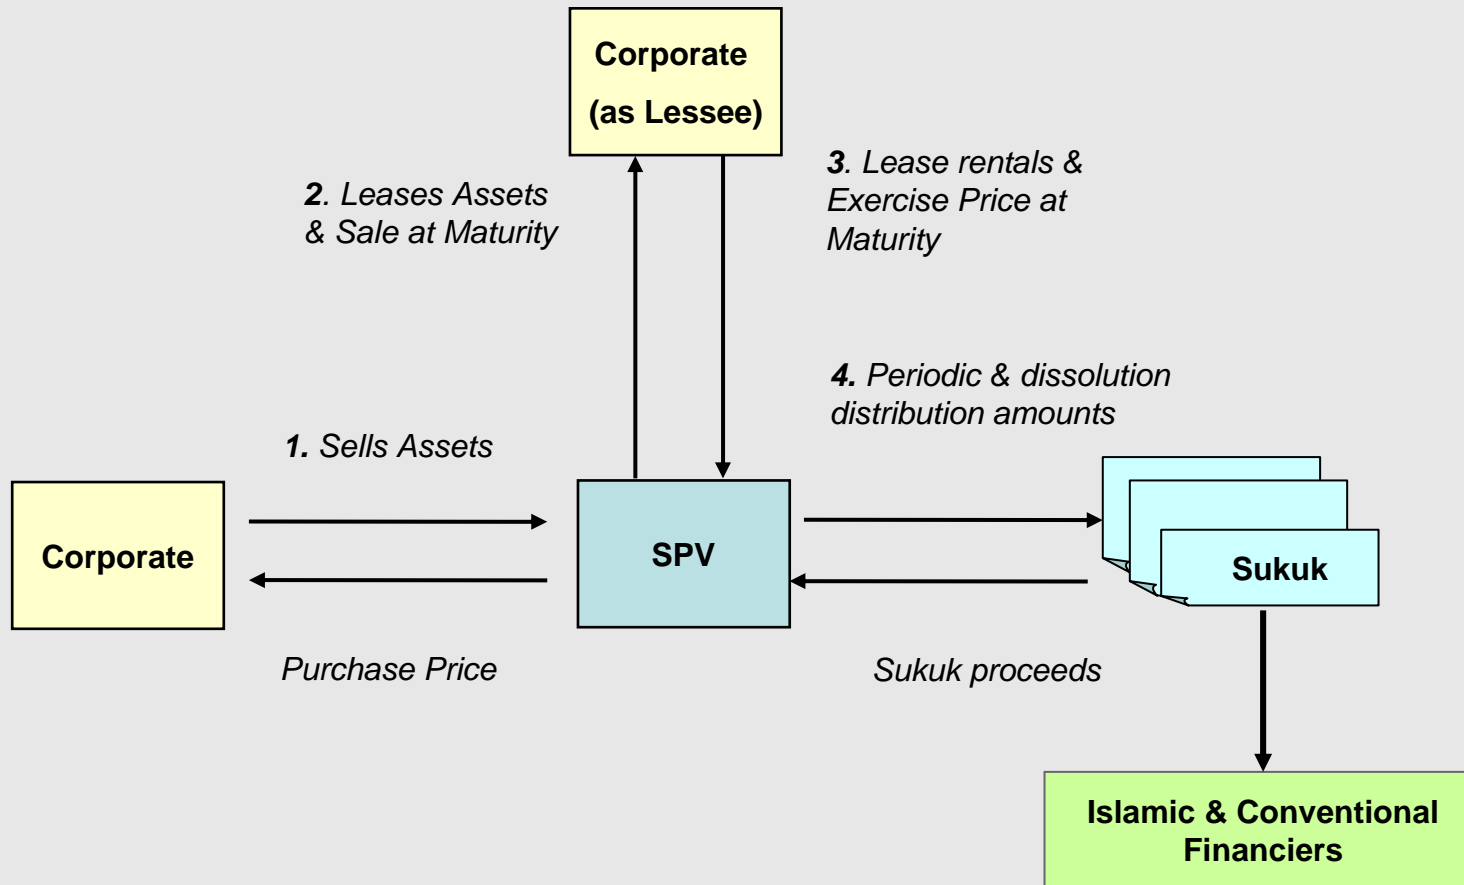 Corporate
(as Lessee)
2. Leases Assets
& Sale at Maturity
3. Lease rentals &
Exercise Price at
Maturity
4. Periodic & dissolution
distribution amounts
1. Sells Assets
Corporate
SPV
Sukuk
Purchase Price
Sukuk proceeds
Islamic & Conventional
Financiers